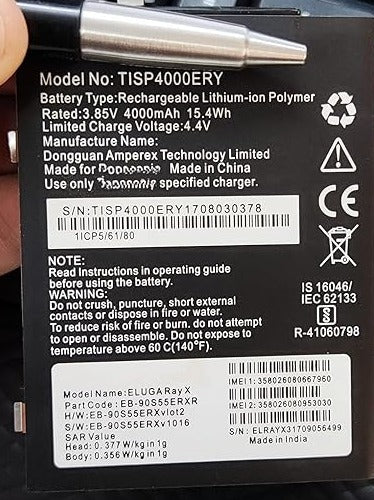 Model No: TISP4000ERY
Battery Type:Rechargeable Lithium-ion Polymer
Rated:3.85V 4000mAh 15.4Wh
Limited Charge Voltage:4.4V
Manufacture Name:
Dongguan Amperex Technology Limited
Made for Made in China
Use only specified charger.
S/N:TISP4000ERY1708030378
1ICP5/61/80
NOTE:
Read Instructions in operating guide
before using the battery.
WARNING:
Do not crush, puncture, short external
contacts or dispose in fire or water.
To reduce risk of fire or burn. do not attempt
to open or disassemble. Do not expose to
temperature above 60 C(140°F).
IS 16046/
IEC 62133
S
R-41060798
Model Name:ELUGA Ray X
Part Code:EB-90S55ERXR
H/W:EB-90S55ERXvlot2
S/W:EB-90S55ERXv1016
SAR Value
Head: 0.377 W/kg in 1g
Body: 0.356 W/kg in 1g
IMEI 1: 358026080667960
IMEI 2: 358026080953030
S/N: ELRAYX31709056499
Made in India